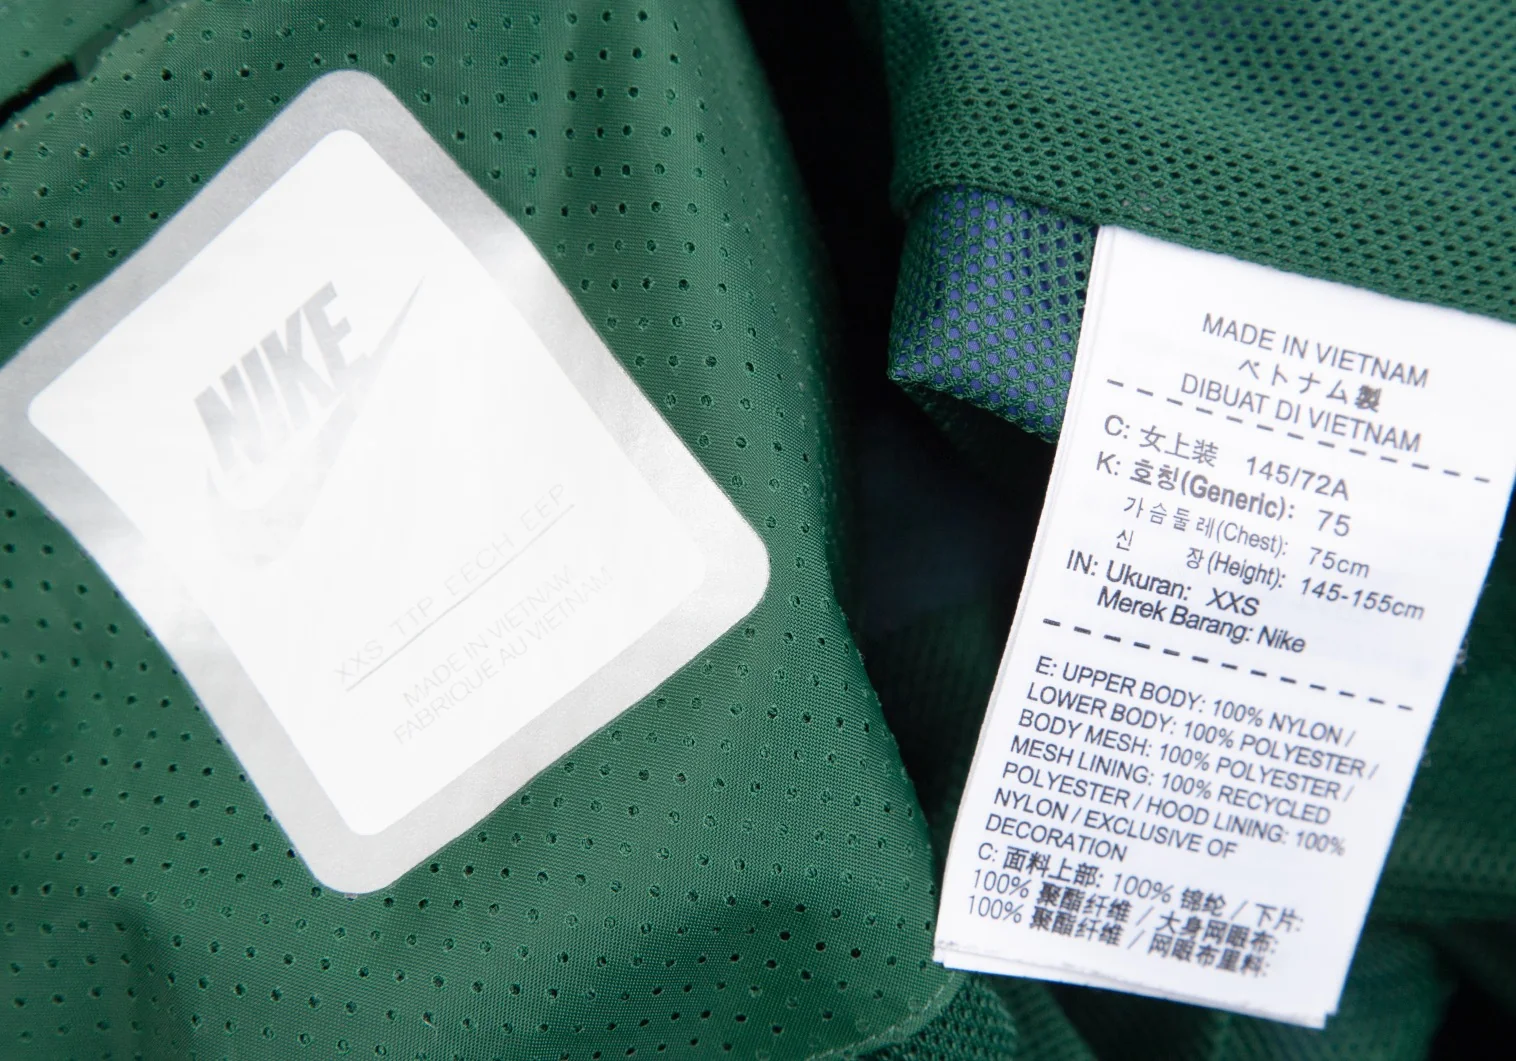 NIKE
XXS TTP EECH EEP
MADE IN VIETNAM
FABRIQUE AU VIETNAM
MADE IN VIETNAM
ベトナム製
DIBUAT DI VIETNAM
C: 女上装 145/72A
K: 호칭(Generic): 75
가슴둘레(Chest): 75cm
신 장(Height): 145-155cm
IN: Ukuran: XXS
Merek Barang: Nike
E: UPPER BODY: 100% NYLON /
LOWER BODY: 100% POLYESTER /
BODY MESH: 100% POLYESTER /
MESH LINING: 100% RECYCLED
POLYESTER / HOOD LINING: 100%
NYLON / EXCLUSIVE OF
DECORATION
C: 面料上部: 100% 锦纶 / 下片:
100% 聚酯纤维 / 大身网眼布:
100% 聚酯纤维 / 网眼布里料: